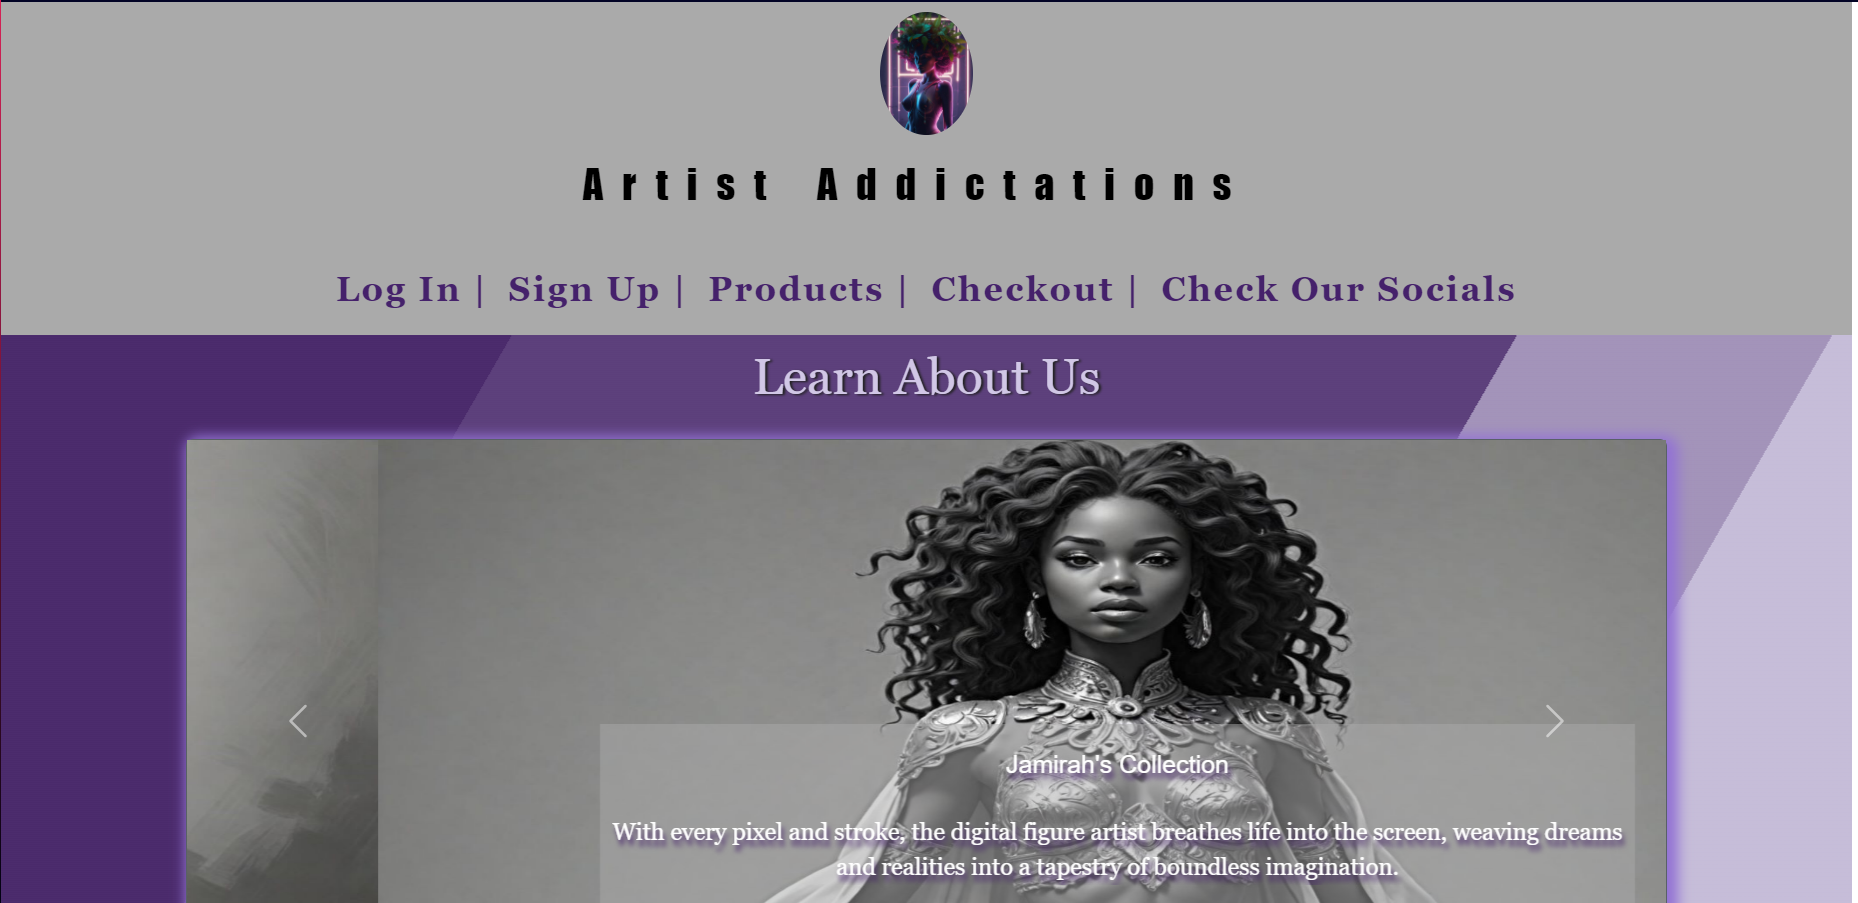 Artist Addictations
Log In | Sign Up | Products | Checkout | Check Our Socials
Learn About Us
Jamirah's Collection
With every pixel and stroke, the digital figure artist breathes life into the screen, weaving dreams
and realities into a tapestry of boundless imagination.